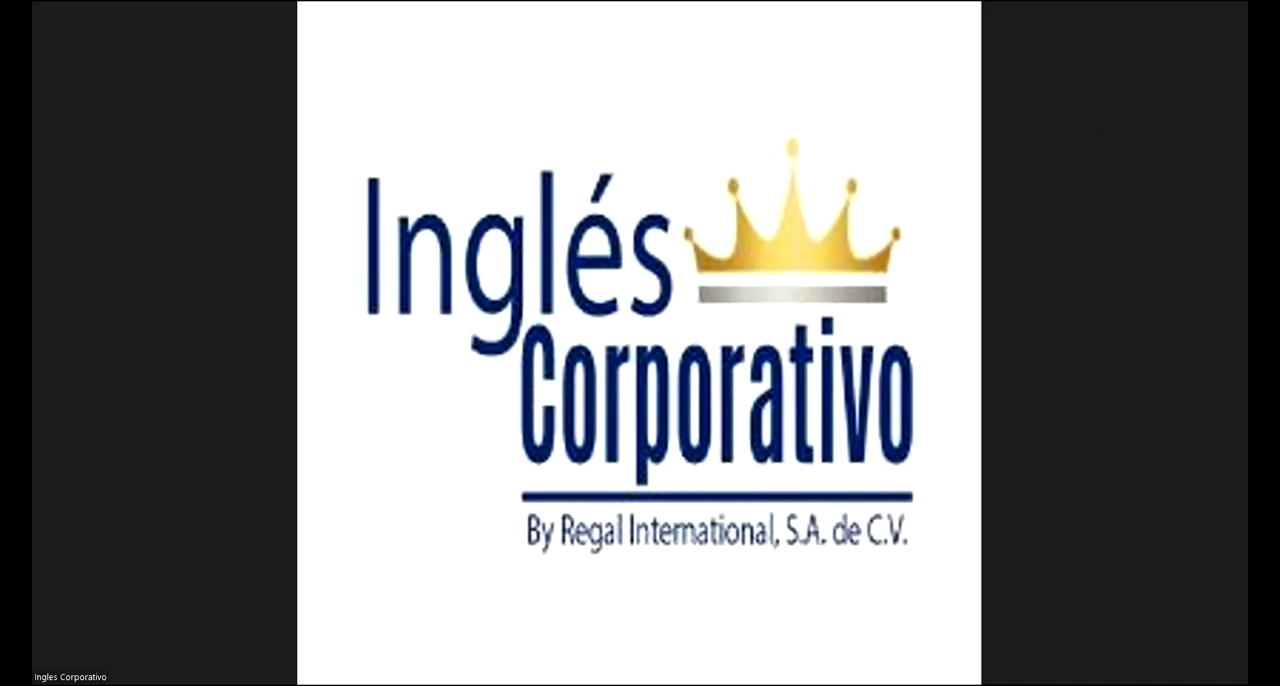 Inglés
Corporativo
By Regal International, S.A. de C.V.
Ingles Corporativo